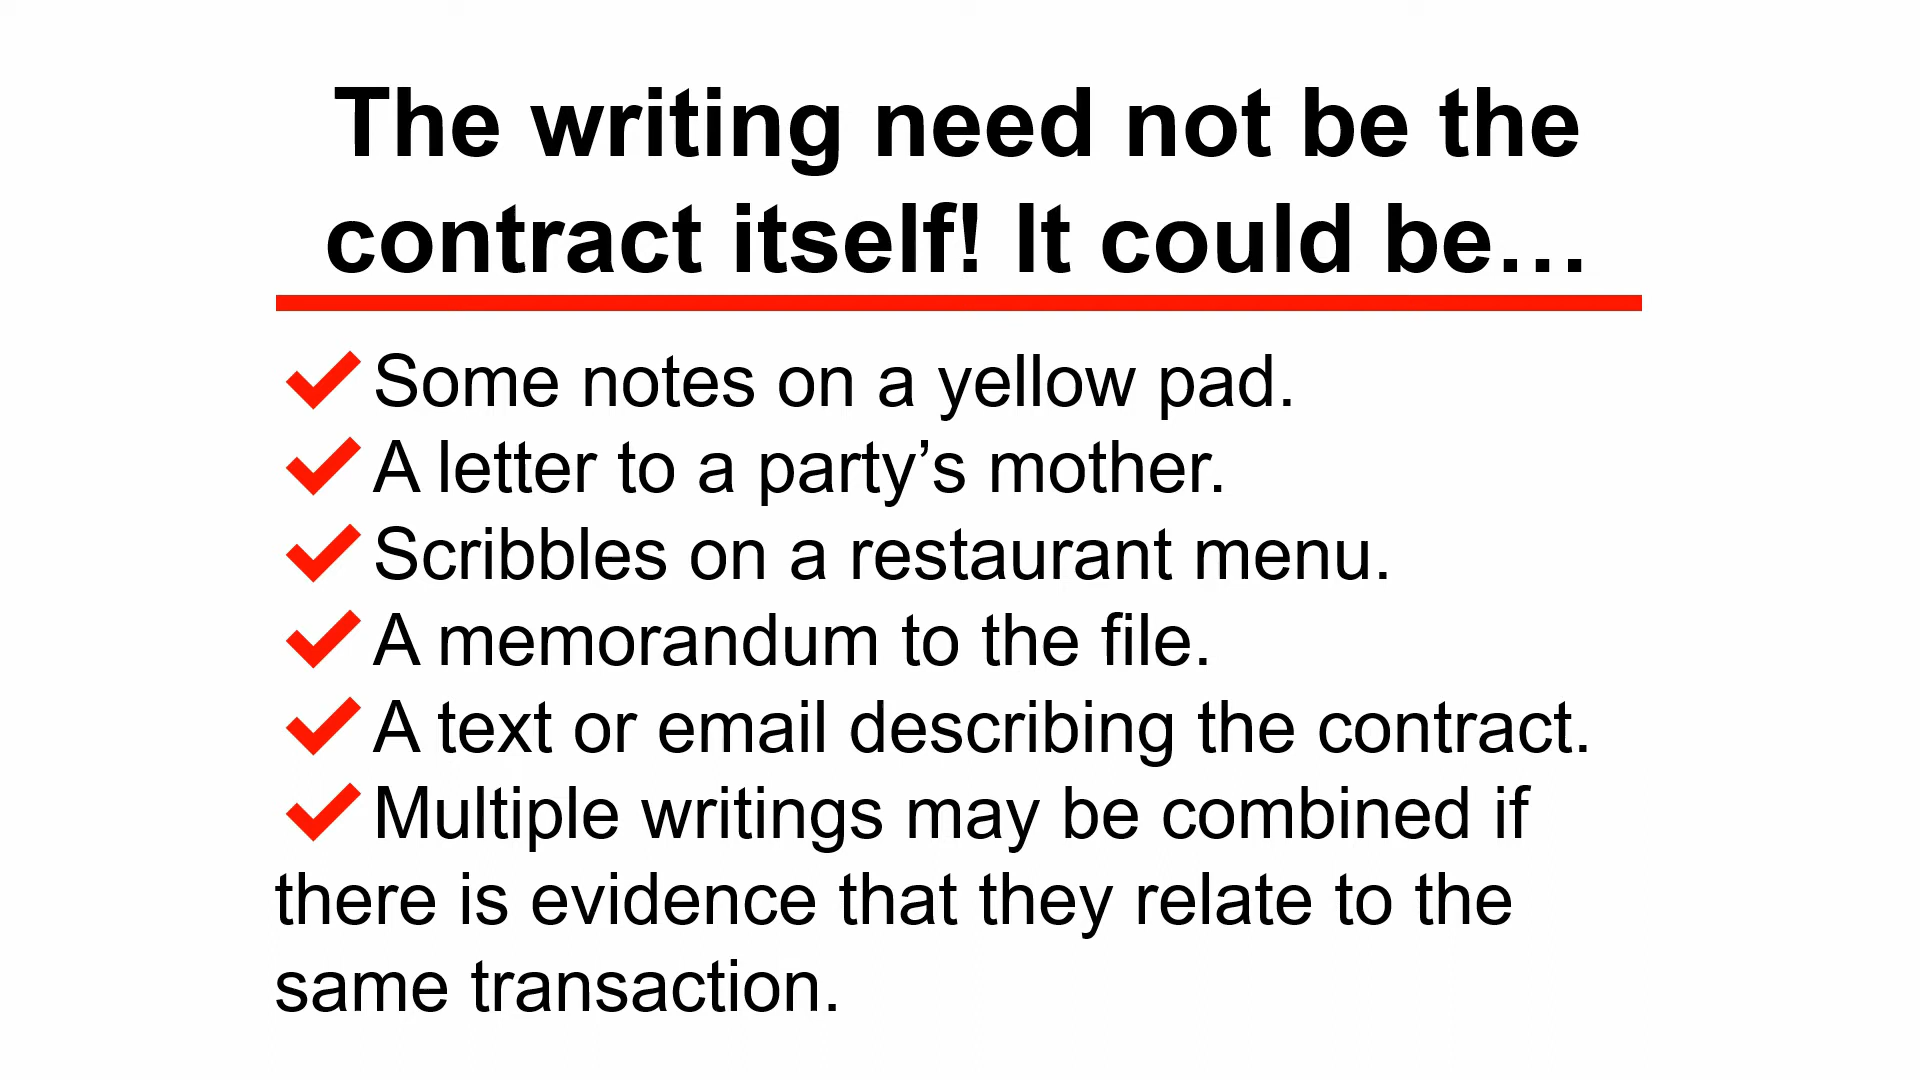 The writing need not be the
contract itself! It could be…
✔Some notes on a yellow pad.
✔A letter to a party’s mother.
✔Scribbles on a restaurant menu.
✔A memorandum to the file.
✔A text or email describing the contract.
✔Multiple writings may be combined if
there is evidence that they relate to the
same transaction.